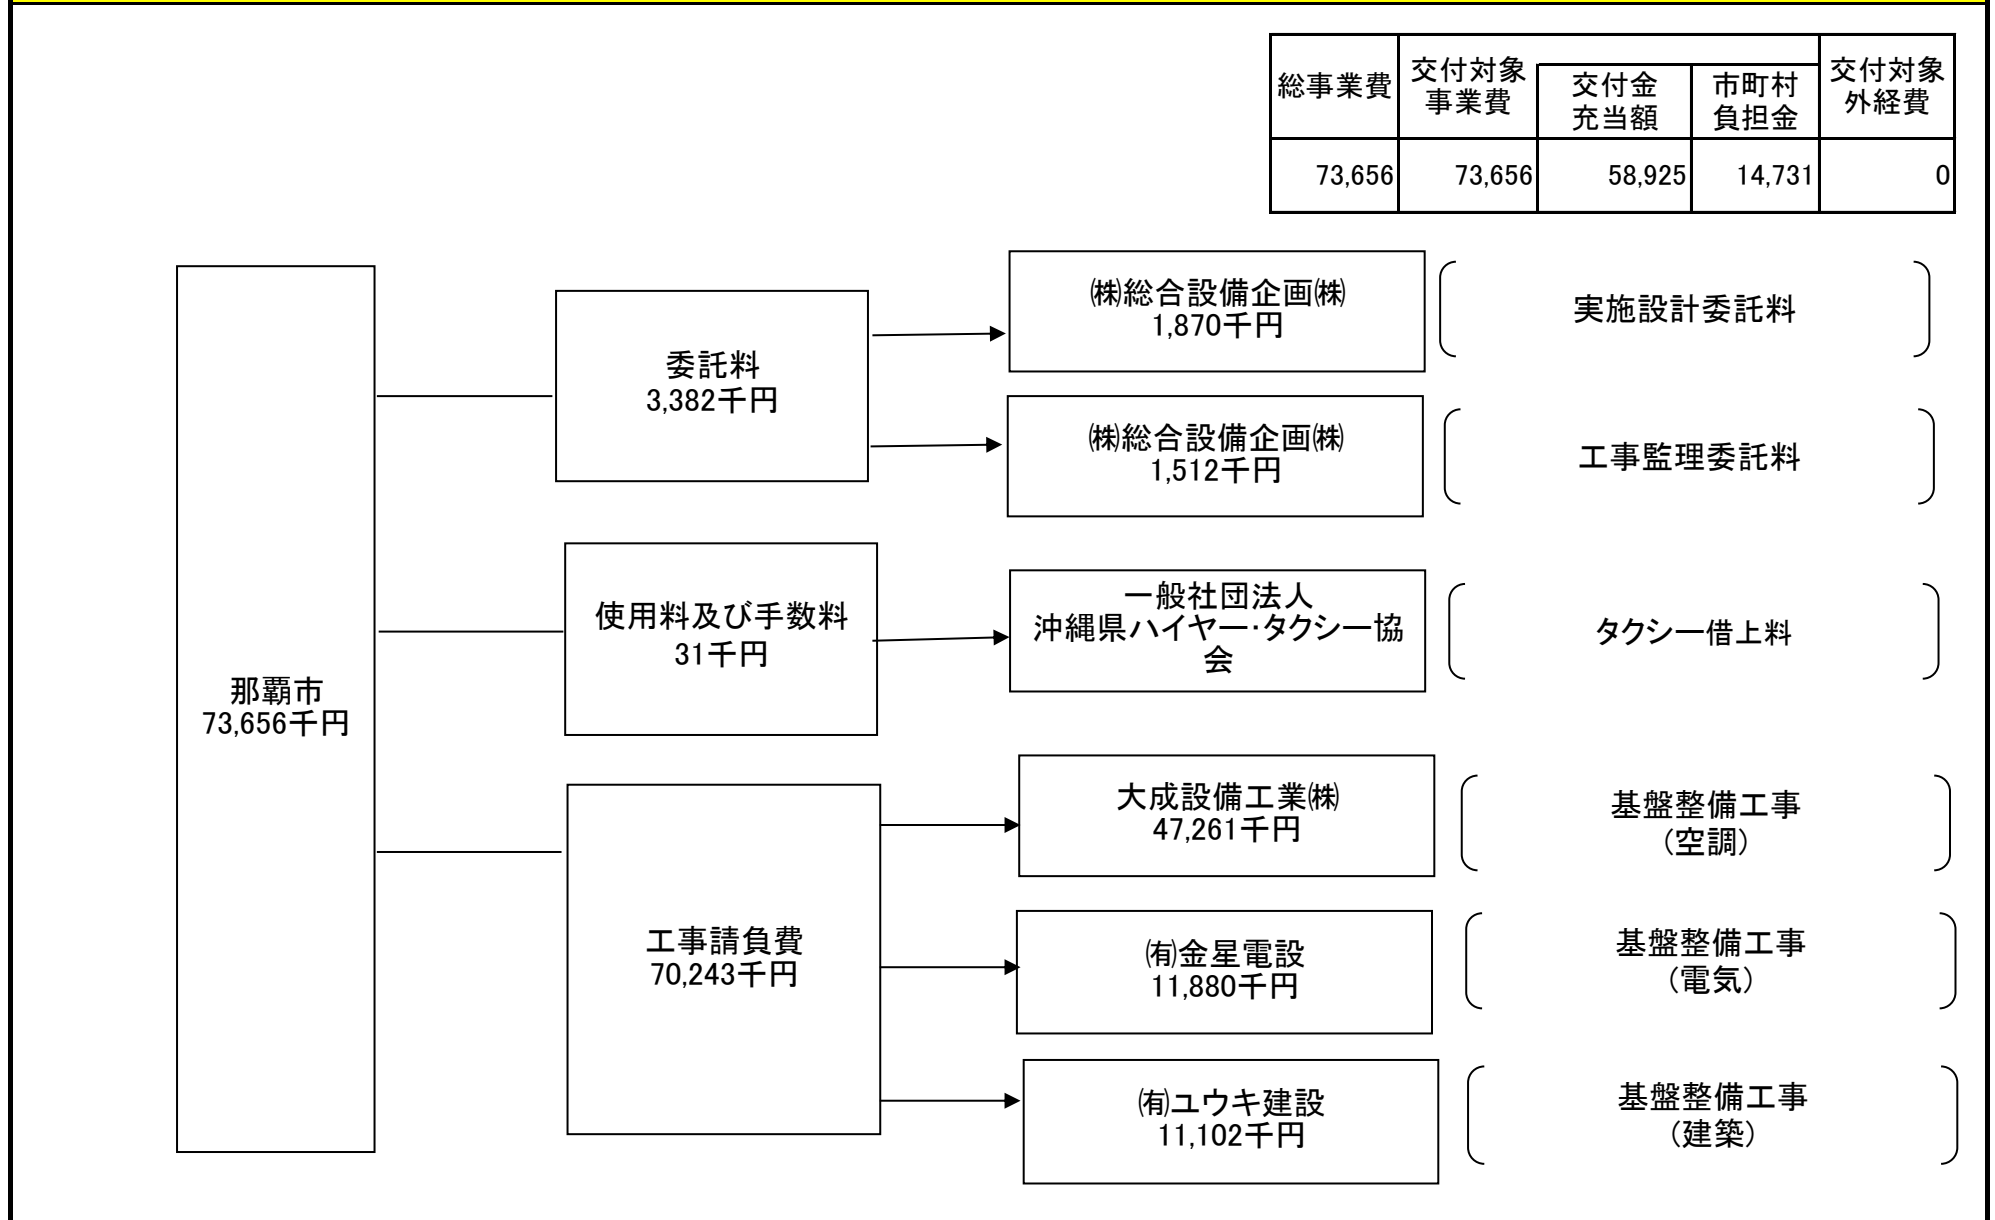 総事業費
交付対象
事業費
交付金
充当額
市町村
負担金
交付対象
外経費
73,656
73,656
58,925
14,731
0
那覇市
73,656千円
委託料
3,382千円
㈱総合設備企画㈱
1,870千円
実施設計委託料
㈱総合設備企画㈱
1,512千円
工事監理委託料
使用料及び手数料
31千円
一般社団法人
沖縄県ハイヤー・タクシー協
会
タクシー借上料
工事請負費
70,243千円
大成設備工業㈱
47,261千円
基盤整備工事
(空調)
㈲金星電設
11,880千円
基盤整備工事
(電気)
㈲ユウキ建設
11,102千円
基盤整備工事
(建築)